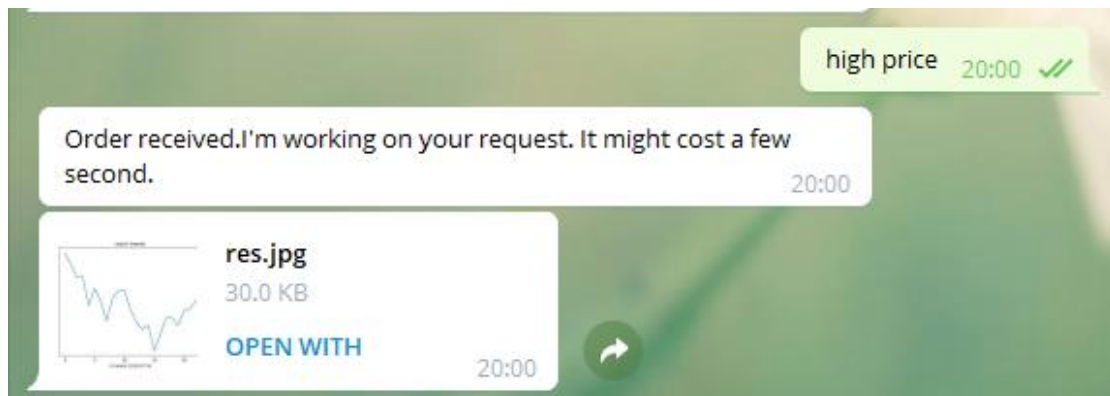 high price 20:00
Order received.I'm working on your request. It might cost a few
second.
20:00
res.jpg
30.0 KB
OPEN WITH
20:00